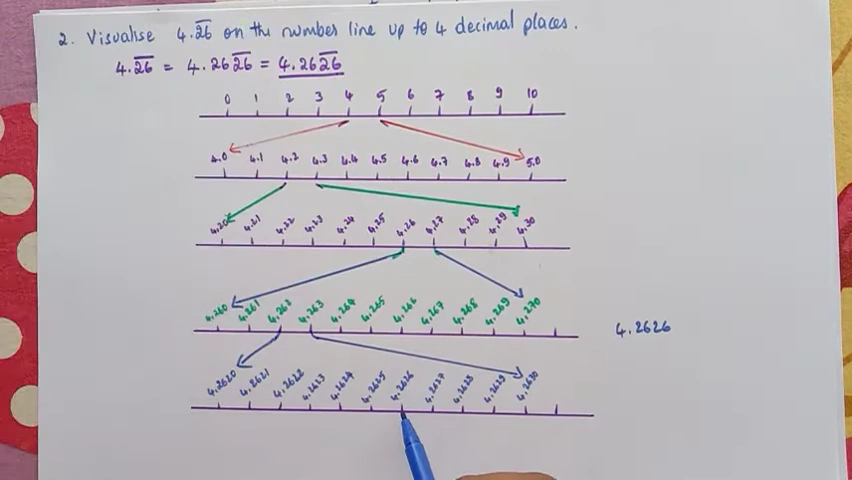 2. Visualise 4.2̅6̅ on the number line up to 4 decimal places.
4.2̅6̅ = 4.262̅6̅ = 4.262̅6̅
0 1 2 3 4 5 6 7 8 9 10
4.0 4.1 4.2 4.3 4.4 4.5 4.6 4.7 4.8 4.9 5.0
4.20 4.21 4.22 4.23 4.24 4.25 4.26 4.27 4.28 4.29 4.30
4.260 4.261 4.262 4.263 4.264 4.265 4.266 4.267 4.268 4.269 4.270
4.2626
4.2620 4.2621 4.2622 4.2623 4.2624 4.2625 4.2626 4.2627 4.2628 4.2629 4.2630